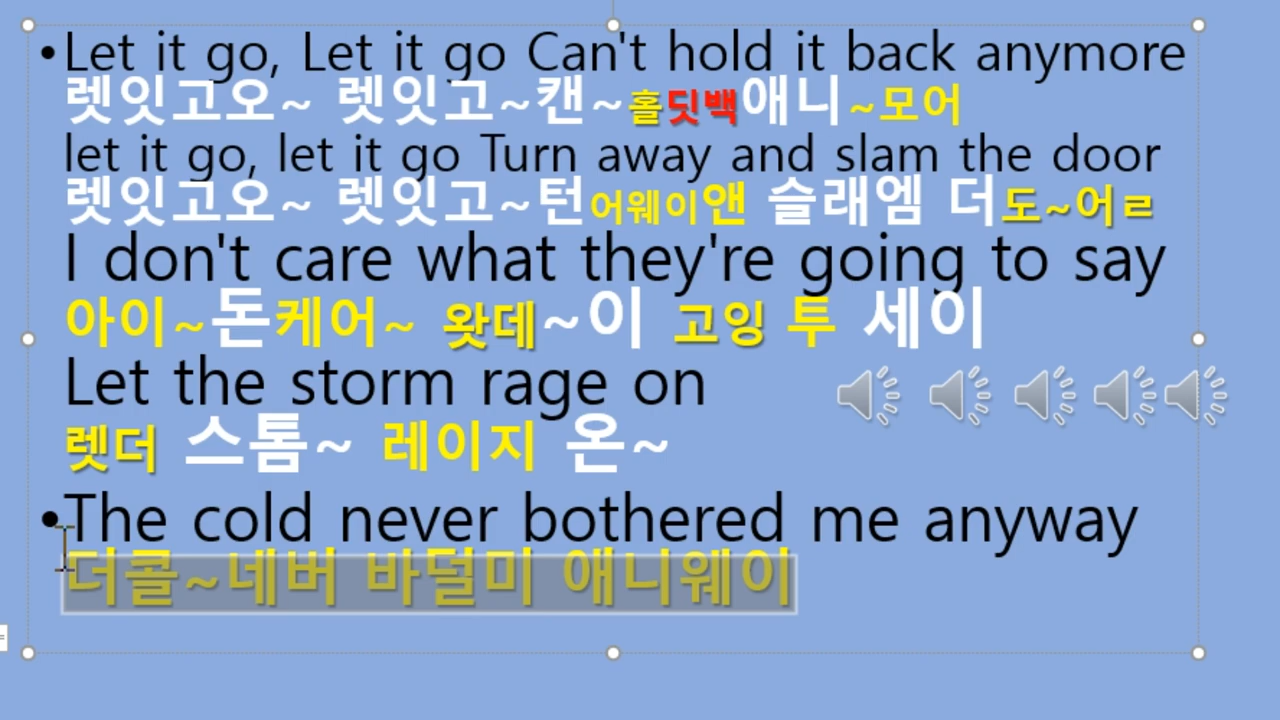 • Let it go, Let it go Can't hold it back anymore
렛잇고오~ 렛잇고~캔~홀딧백애니~모어
let it go, let it go Turn away and slam the door
렛잇고오~ 렛잇고~턴어웨이앤 슬래엠 더도~어ㄹ
I don't care what they're going to say
아이~돈케어~ 왓데~이 고잉 투 세이
Let the storm rage on
렛더 스톰~ 레이지 온~
• The cold never bothered me anyway
더콜~네버 바덜미 애니웨이